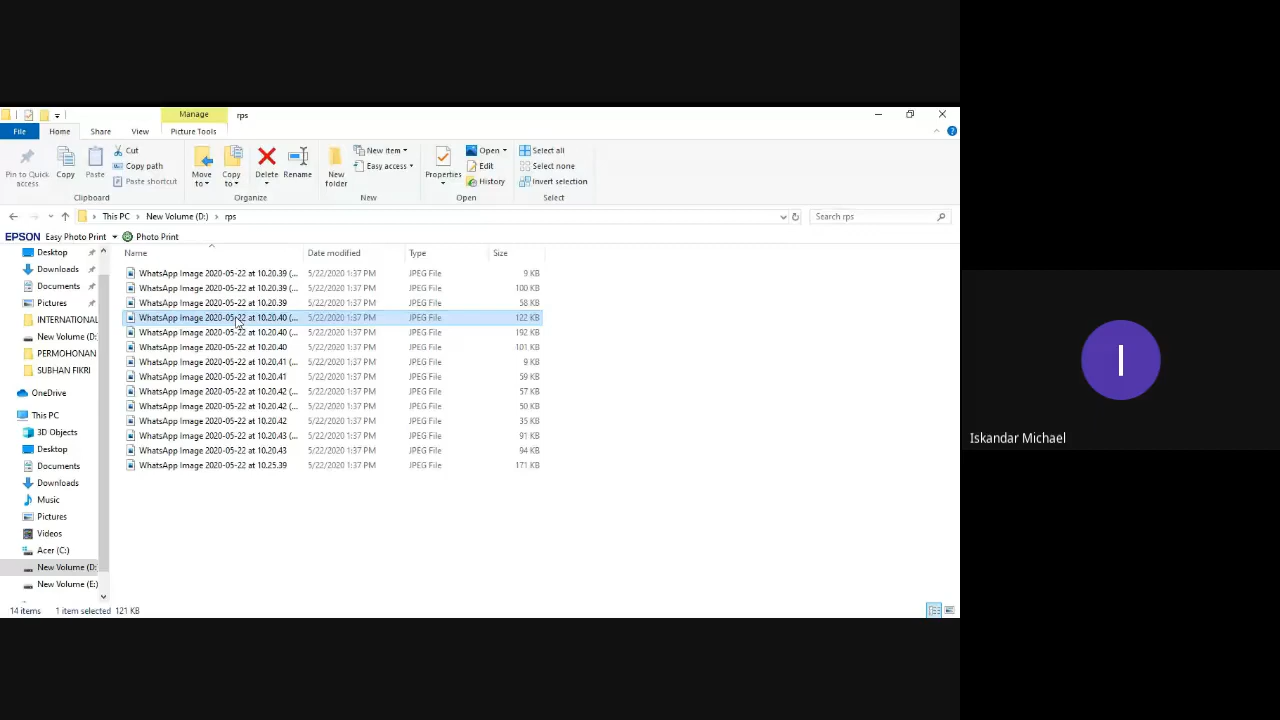 Manage rps
File Home Share View Picture Tools
Pin to Quick access
Copy
Paste
Cut
Copy path
Paste shortcut
Clipboard
Move to
Copy to
Delete
Rename
Organize
New folder
New item
Easy access
New
Properties
Open
Edit
History
Open
Select all
Select none
Invert selection
Select
This PC > New Volume (D:) > rps
Search rps
EPSON Easy Photo Print Photo Print
Name Date modified Type Size
Desktop
Downloads
Documents
Pictures
INTERNATIONAL
New Volume (D:
PERMOHONAN
SUBHAN FIKRI
OneDrive
This PC
3D Objects
Desktop
Documents
Downloads
Music
Pictures
Videos
Acer (C:)
New Volume (D:
New Volume (E:)
WhatsApp Image 2020-05-22 at 10.20.39 (... 5/22/2020 1:37 PM JPEG File 9 KB
WhatsApp Image 2020-05-22 at 10.20.39 (... 5/22/2020 1:37 PM JPEG File 100 KB
WhatsApp Image 2020-05-22 at 10.20.39 5/22/2020 1:37 PM JPEG File 58 KB
WhatsApp Image 2020-05-22 at 10.20.40 (... 5/22/2020 1:37 PM JPEG File 122 KB
WhatsApp Image 2020-05-22 at 10.20.40 (... 5/22/2020 1:37 PM JPEG File 192 KB
WhatsApp Image 2020-05-22 at 10.20.40 5/22/2020 1:37 PM JPEG File 101 KB
WhatsApp Image 2020-05-22 at 10.20.41 (... 5/22/2020 1:37 PM JPEG File 9 KB
WhatsApp Image 2020-05-22 at 10.20.41 5/22/2020 1:37 PM JPEG File 59 KB
WhatsApp Image 2020-05-22 at 10.20.42 (... 5/22/2020 1:37 PM JPEG File 57 KB
WhatsApp Image 2020-05-22 at 10.20.42 (... 5/22/2020 1:37 PM JPEG File 50 KB
WhatsApp Image 2020-05-22 at 10.20.42 5/22/2020 1:37 PM JPEG File 35 KB
WhatsApp Image 2020-05-22 at 10.20.43 (... 5/22/2020 1:37 PM JPEG File 91 KB
WhatsApp Image 2020-05-22 at 10.20.43 5/22/2020 1:37 PM JPEG File 94 KB
WhatsApp Image 2020-05-22 at 10.25.39 5/22/2020 1:37 PM JPEG File 171 KB
14 items 1 item selected 121 KB
I
Iskandar Michael